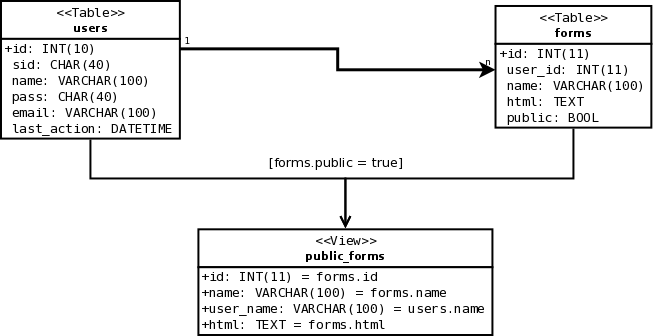 <<Table>>
users
+id: INT(10)
sid: CHAR(40)
name: VARCHAR(100)
pass: CHAR(40)
email: VARCHAR(100)
last_action: DATETIME
1
n
<<Table>>
forms
+id: INT(11)
user_id: INT(11)
name: VARCHAR(100)
html: TEXT
public: BOOL
[forms.public = true]
<<View>>
public_forms
+id: INT(11) = forms.id
+name: VARCHAR(100) = forms.name
+user_name: VARCHAR(100) = users.name
+html: TEXT = forms.html